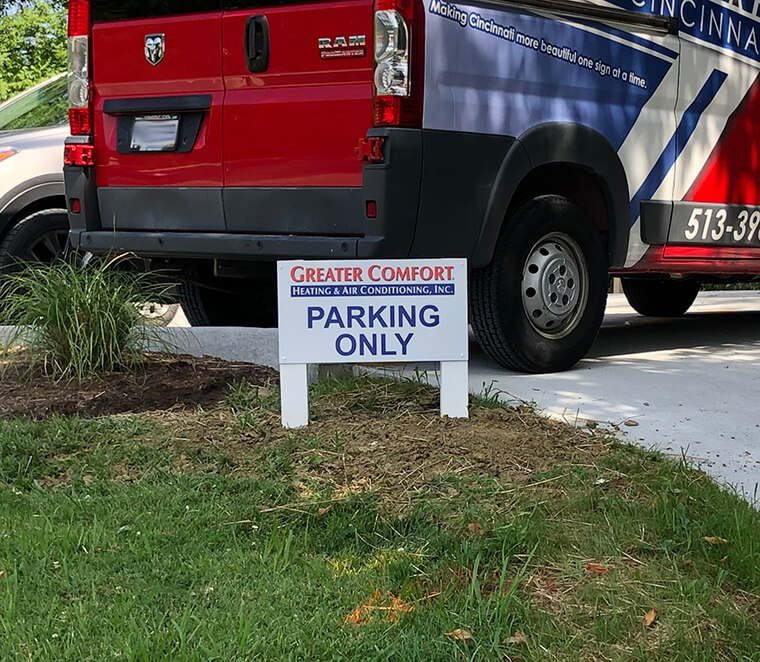 CINCINNA
Making Cincinnati more beautiful one sign at a time.
RAM
513-39
GREATER COMFORT
HEATING & AIR CONDITIONING, INC.
PARKING
ONLY